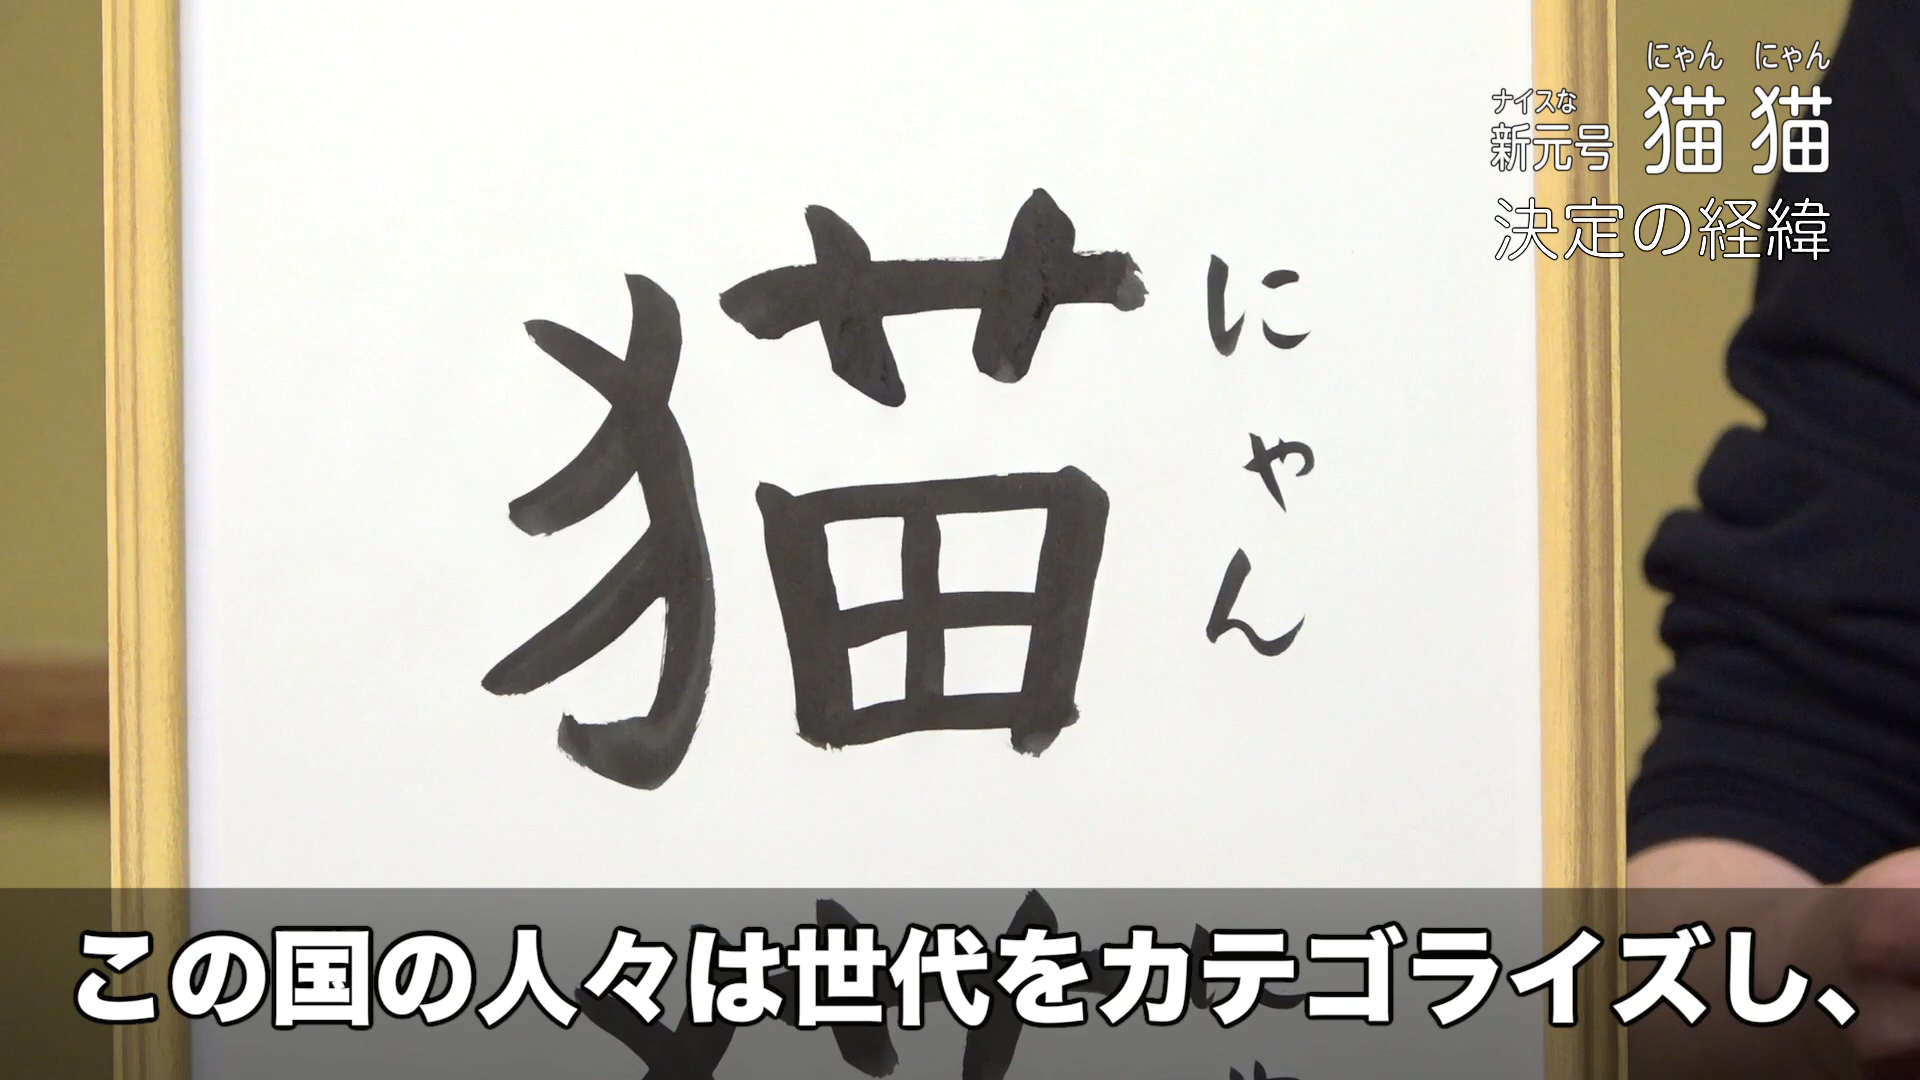 にゃん にゃん
ナイスな
新元号 猫猫
決定の経緯
猫
にゃん
この国の人々は世代をカテゴライズし、